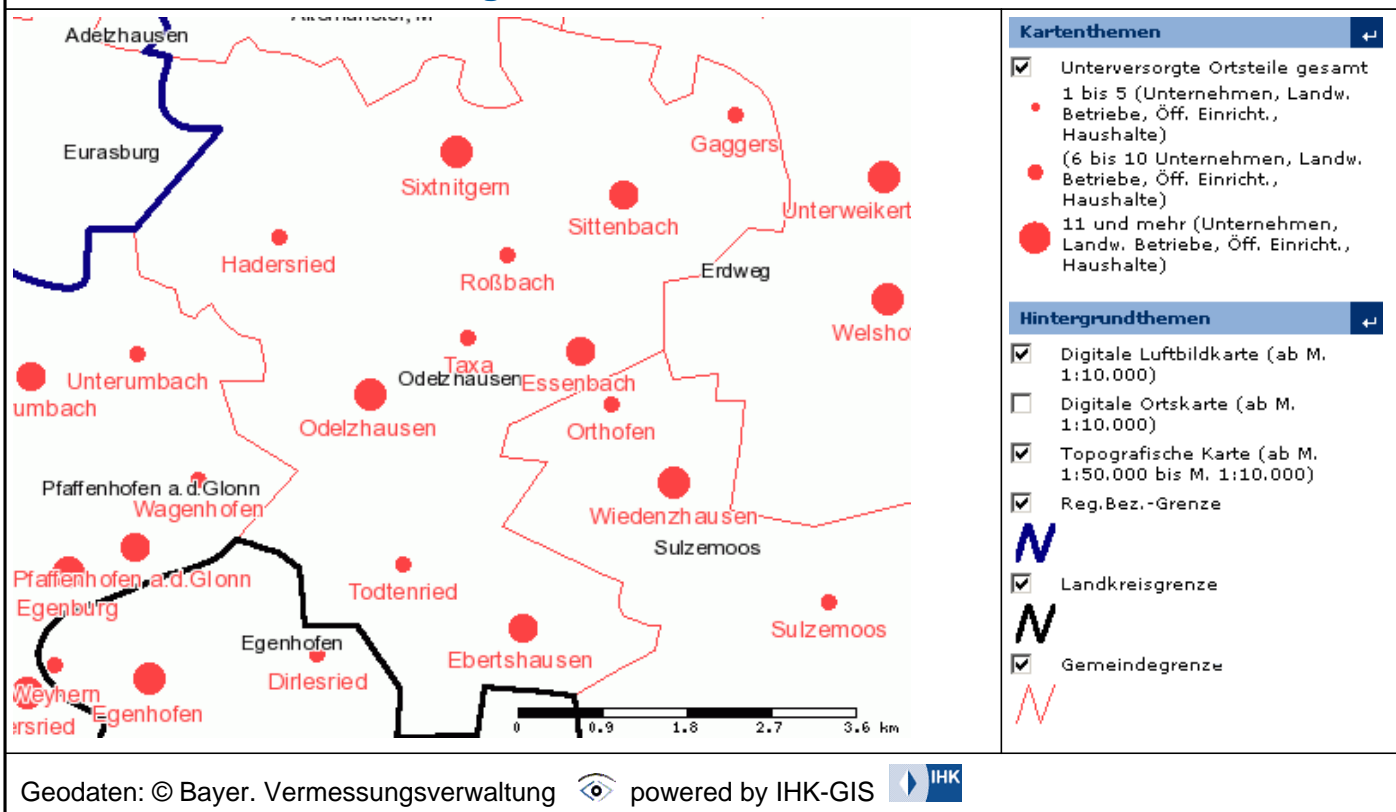 Adelzhausen
Eurasburg
Gaggers
Sixtnitgern
Sittenbach
Unterweikert
Hadersried
Roßbach
Erdweg
Welshof
Taxa
Odelzhausen
Essenbach
Unterumbach
umbach
Odelzhausen
Orthofen
Pfaffenhofen a.d.Glonn
Wagenhofen
Wiedenzhausen
Sulzemoos
Pfaffenhofen a.d.Glonn
Egenburg
Todtenried
Sulzemoos
Egenhofen
Ebertshausen
Dirlesried
Weyhern
Egenhofen
ersried
0 0.9 1.8 2.7 3.6 km
Kartenthemen
Unterversorgte Ortsteile gesamt
1 bis 5 (Unternehmen, Landw.
Betriebe, Öff. Einricht.,
Haushalte)
(6 bis 10 Unternehmen, Landw.
Betriebe, Öff. Einricht.,
Haushalte)
11 und mehr (Unternehmen,
Landw. Betriebe, Öff. Einricht.,
Haushalte)
Hintergrundthemen
Digitale Luftbildkarte (ab M.
1:10.000)
Digitale Ortskarte (ab M.
1:10.000)
Topografische Karte (ab M.
1:50.000 bis M. 1:10.000)
Reg.Bez.-Grenze
Landkreisgrenze
Gemeindegrenze
Geodaten: © Bayer. Vermessungsverwaltung powered by IHK-GIS IHK